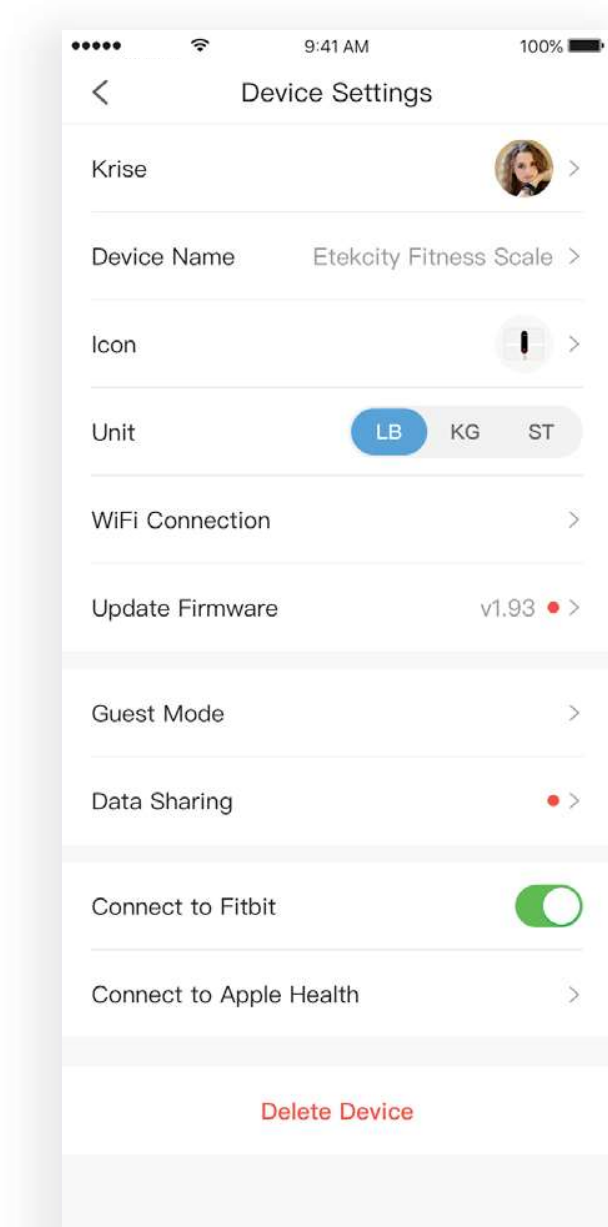 9:41 AM 100%
Device Settings
Krise
Device Name Etekcity Fitness Scale
Icon
Unit LB KG ST
WiFi Connection
Update Firmware v1.93
Guest Mode
Data Sharing
Connect to Fitbit
Connect to Apple Health
Delete Device